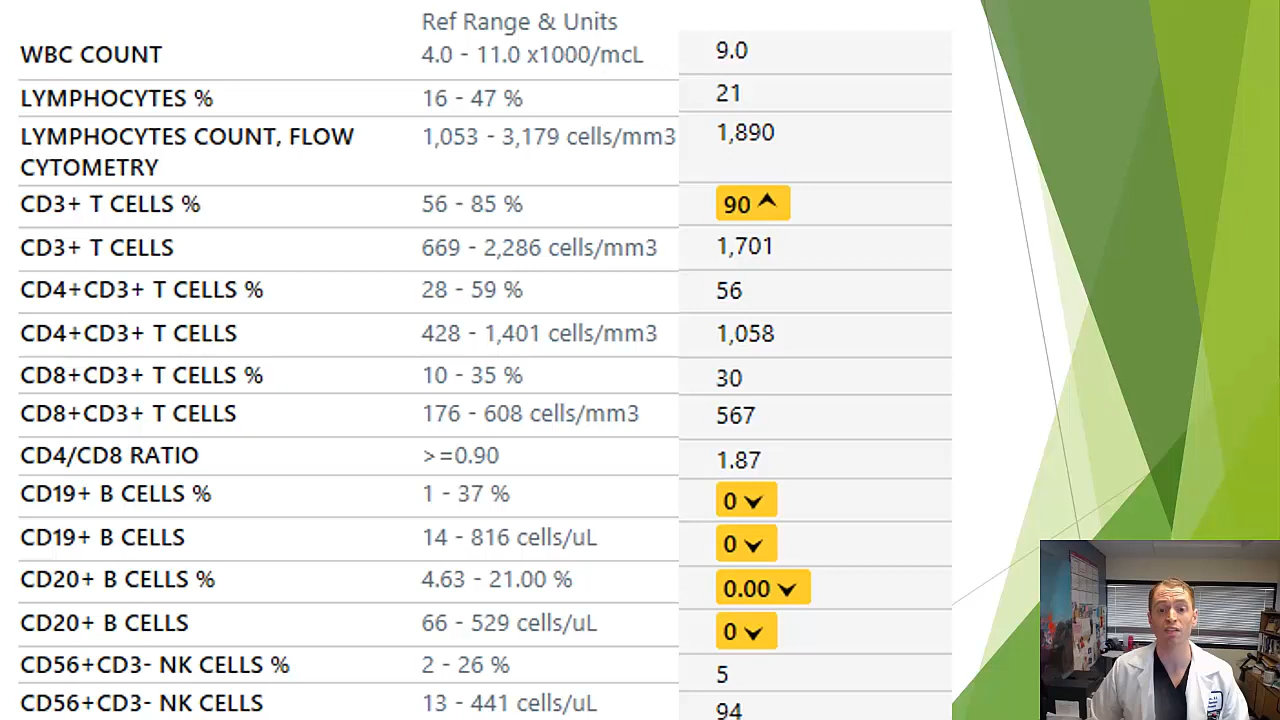 Ref Range & Units
WBC COUNT 4.0 - 11.0 x1000/mcL 9.0
LYMPHOCYTES % 16 - 47 % 21
LYMPHOCYTES COUNT, FLOW 1,053 - 3,179 cells/mm3 1,890
CYTOMETRY
CD3+ T CELLS % 56 - 85 % 90
CD3+ T CELLS 669 - 2,286 cells/mm3 1,701
CD4+CD3+ T CELLS % 28 - 59 % 56
CD4+CD3+ T CELLS 428 - 1,401 cells/mm3 1,058
CD8+CD3+ T CELLS % 10 - 35 % 30
CD8+CD3+ T CELLS 176 - 608 cells/mm3 567
CD4/CD8 RATIO >=0.90 1.87
CD19+ B CELLS % 1 - 37 % 0
CD19+ B CELLS 14 - 816 cells/uL 0
CD20+ B CELLS % 4.63 - 21.00 % 0.00
CD20+ B CELLS 66 - 529 cells/uL 0
CD56+CD3- NK CELLS % 2 - 26 % 5
CD56+CD3- NK CELLS 13 - 441 cells/uL 94